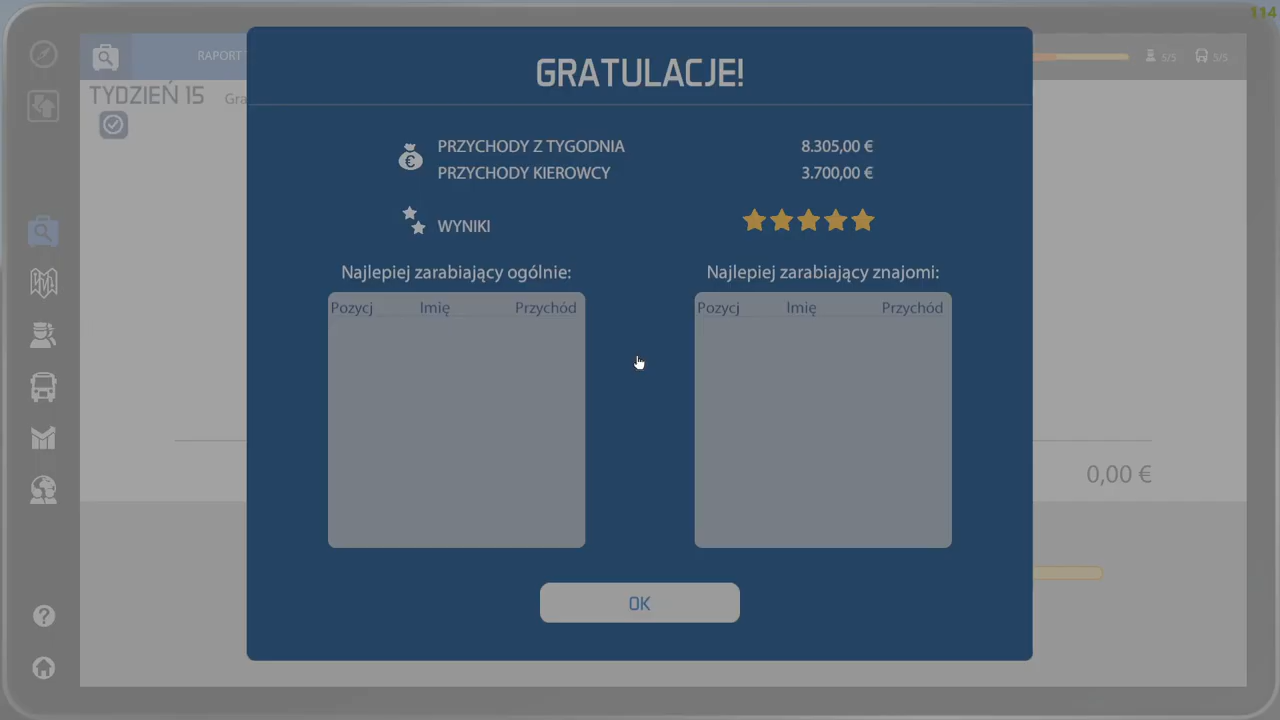 114
RAPORT
5/5
5/5
TYDZIEŃ 15
Gra
GRATULACJE!
PRZYCHODY Z TYGODNIA 8.305,00 €
PRZYCHODY KIEROWCY 3.700,00 €
WYNIKI
Najlepiej zarabiający ogólnie:
Najlepiej zarabiający znajomi:
Pozycj Imię Przychód
Pozycj Imię Przychód
0,00 €
OK